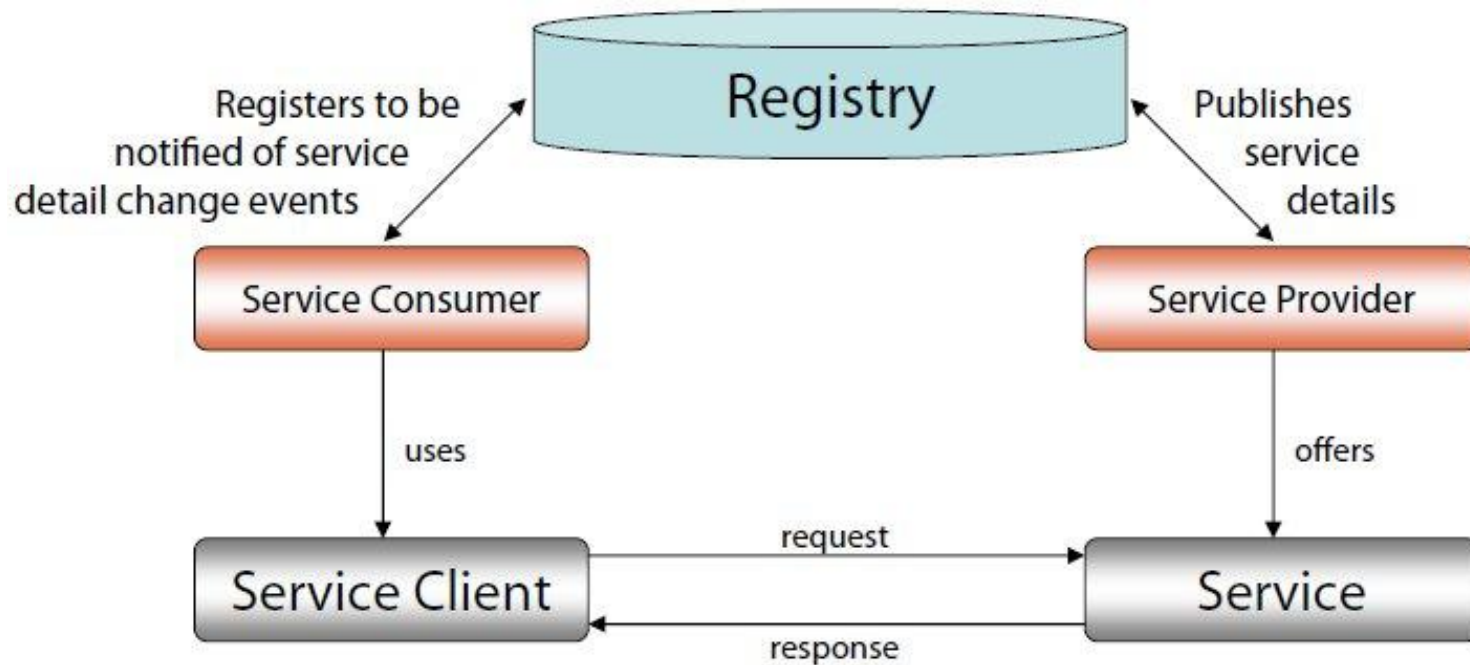 Registry
Registers to be
notified of service
detail change events
Publishes
service
details
Service Consumer
Service Provider
uses
offers
request
Service Client
Service
response